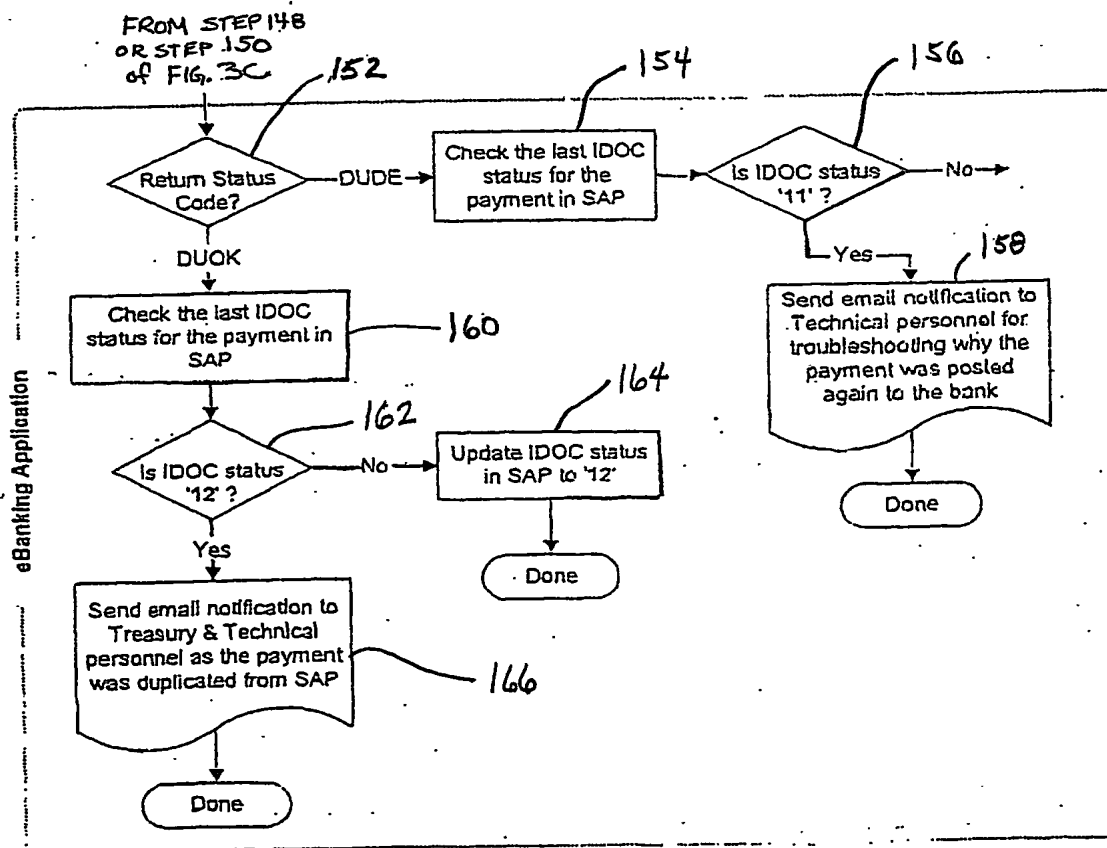 FROM STEP 148
OR STEP 150
of FIG. 3C
152
154
156
Return Status
Code?
DUDE
Check the last IDOC
status for the
payment in SAP
Is IDOC status
'11' ?
No
DUOK
Yes
158
Check the last IDOC
status for the payment in
SAP
160
Send email notification to
Technical personnel for
troubleshooting why the
payment was posted
again to the bank
162
164
Is IDOC status
'12' ?
No
Update IDOC status
in SAP to '12'
Done
Yes
Done
Send email notification to
Treasury & Technical
personnel as the payment
was duplicated from SAP
166
Done
eBanking Application